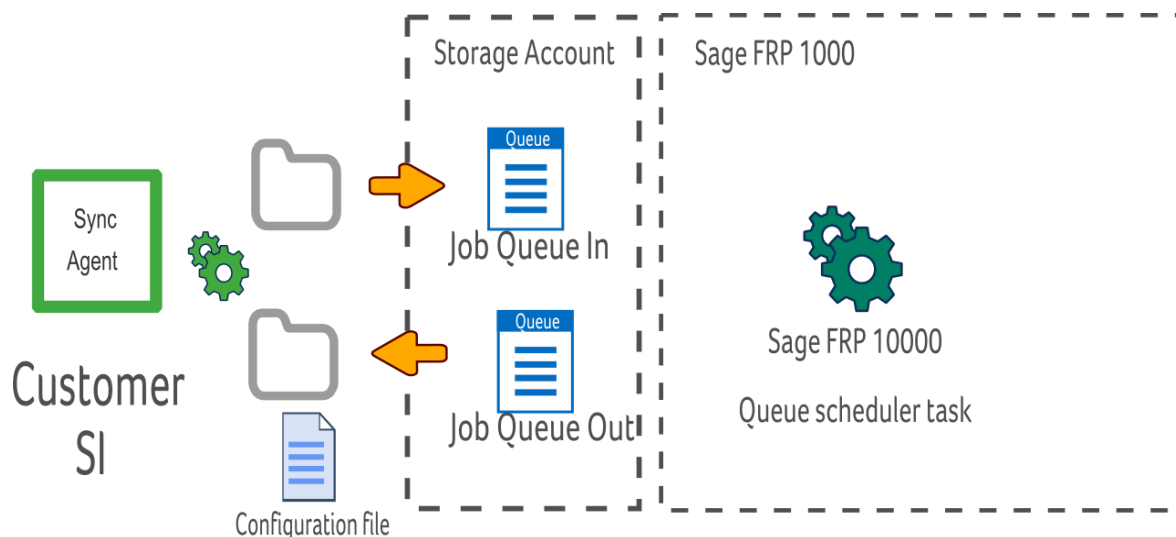 Storage Account
Sage FRP 1000
Queue
Sync
Agent
Job Queue In
Queue
Sage FRP 10000
Customer
SI
Job Queue Out
Queue scheduler task
Configuration file